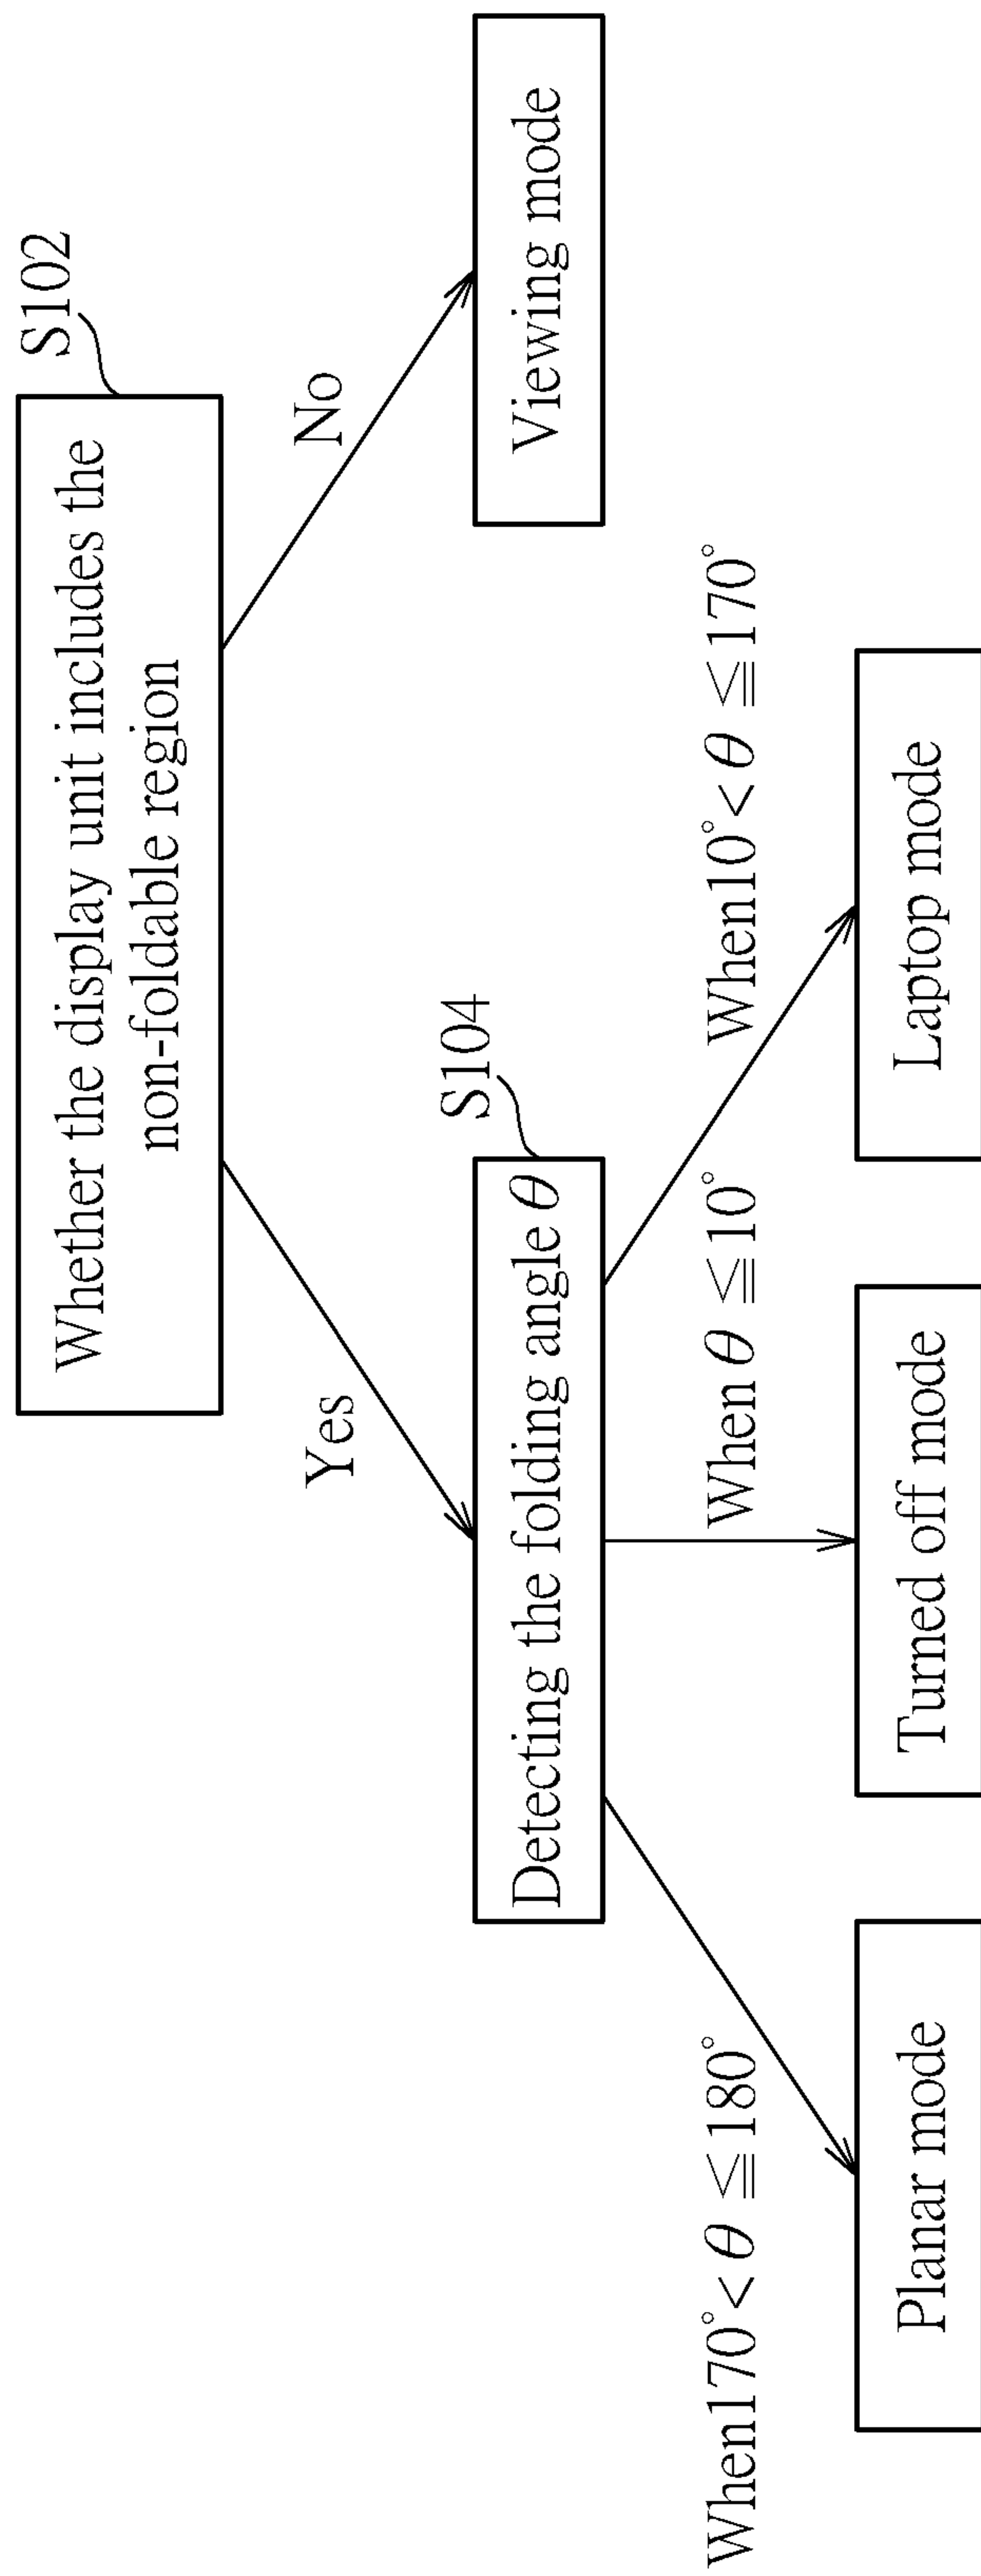 S102
Whether the display unit includes the
non-foldable region
Yes
No
S104
Detecting the folding angle θ
Viewing mode
When170°< θ ≦180°
When θ ≦10°
When10°< θ ≦170°
Planar mode
Turned off mode
Laptop mode